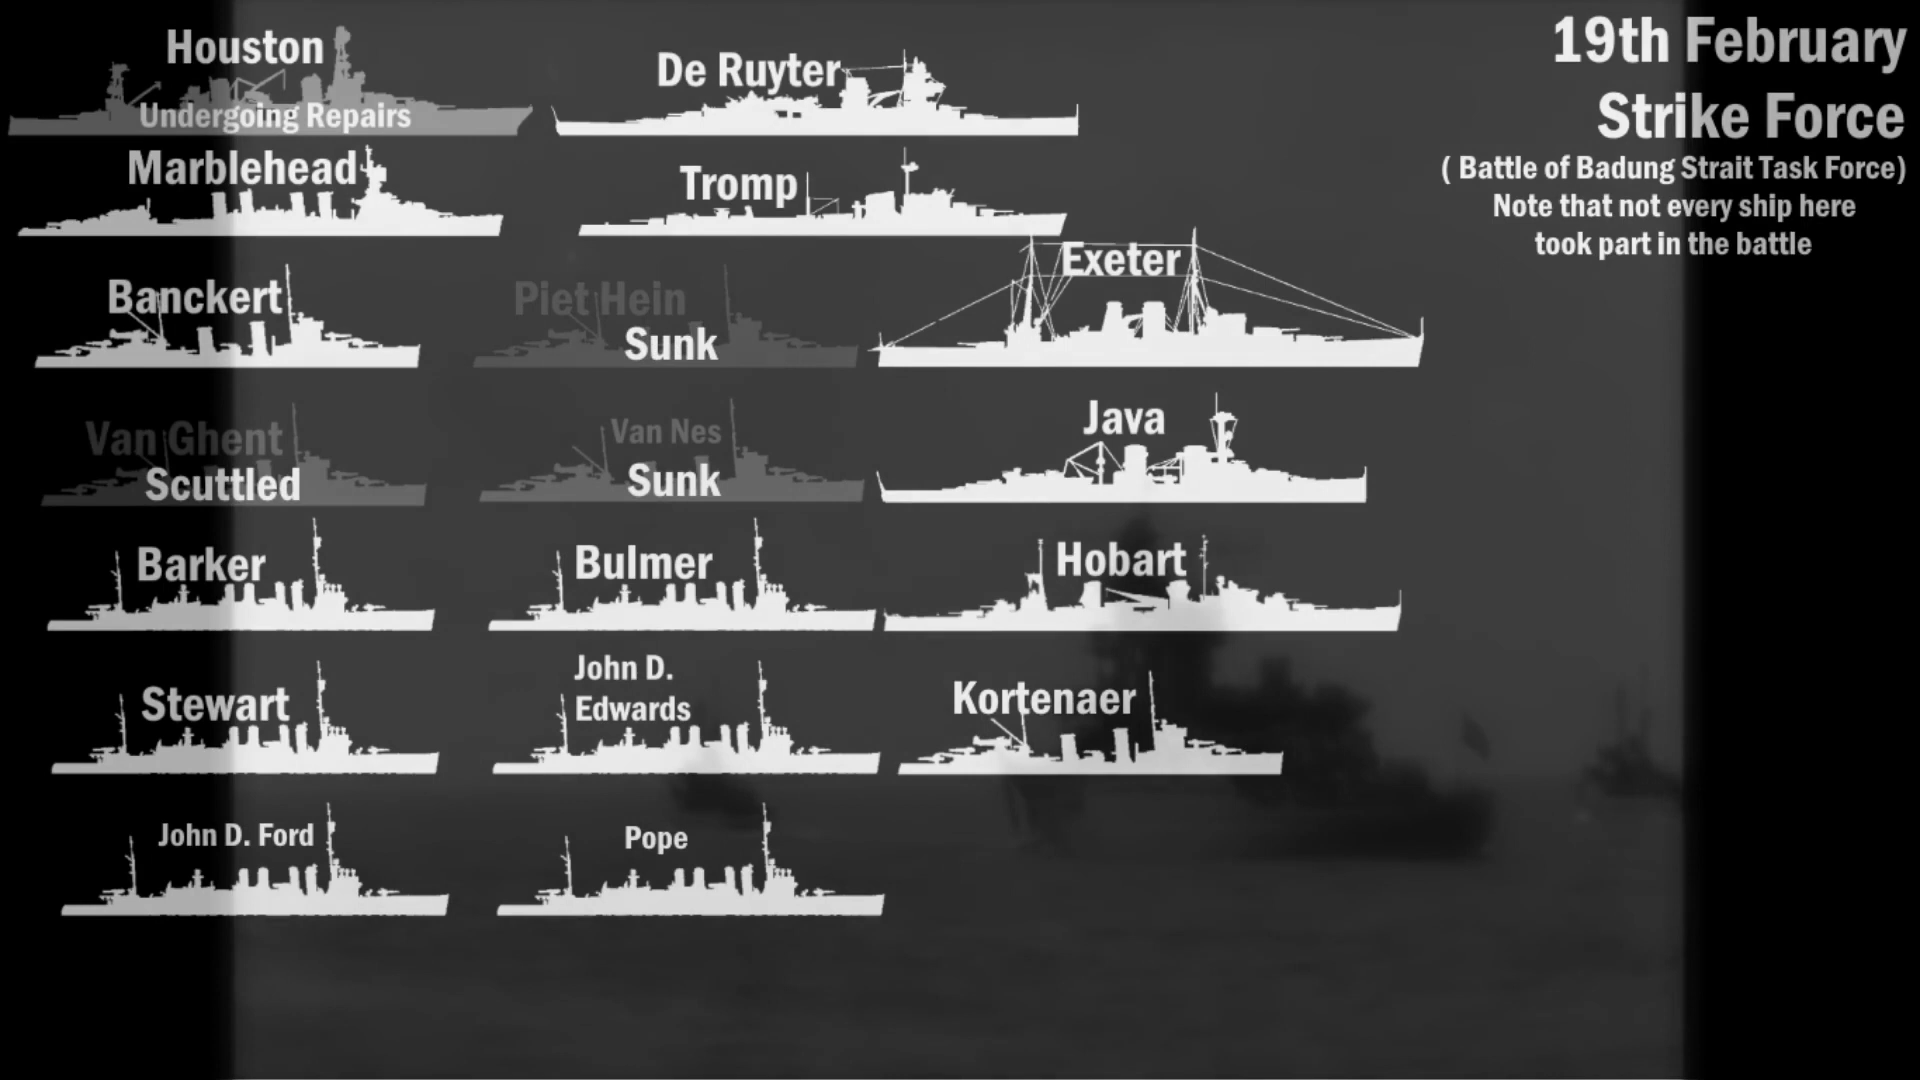 Houston
Undergoing Repairs
De Ruyter
19th February
Strike Force
( Battle of Badung Strait Task Force)
Note that not every ship here
took part in the battle
Marblehead
Tromp
Banckert
Piet Hein
Sunk
Exeter
Van Ghent
Scuttled
Van Nes
Sunk
Java
Barker
Bulmer
Hobart
Stewart
John D.
Edwards
Kortenaer
John D. Ford
Pope